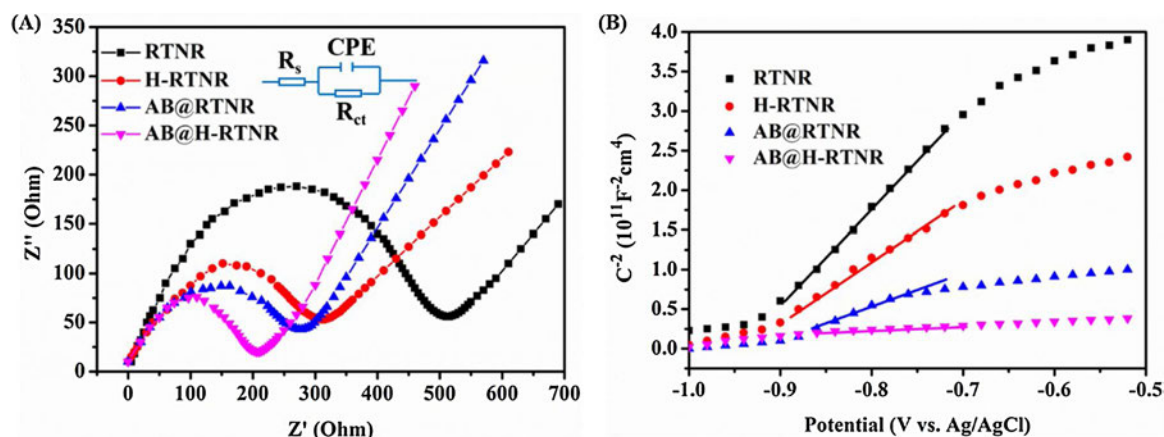 (A)
350
300
250
200
150
100
50
0
Z'' (Ohm)
RTNR
H-RTNR
AB@RTNR
AB@H-RTNR
Rs
CPE
Rct
0 100 200 300 400 500 600 700
Z' (Ohm)
(B)
4.0
3.5
3.0
2.5
2.0
1.5
1.0
0.5
0.0
C⁻² (10¹¹F⁻²cm⁴)
RTNR
H-RTNR
AB@RTNR
AB@H-RTNR
-1.0 -0.9 -0.8 -0.7 -0.6 -0.5
Potential (V vs. Ag/AgCl)